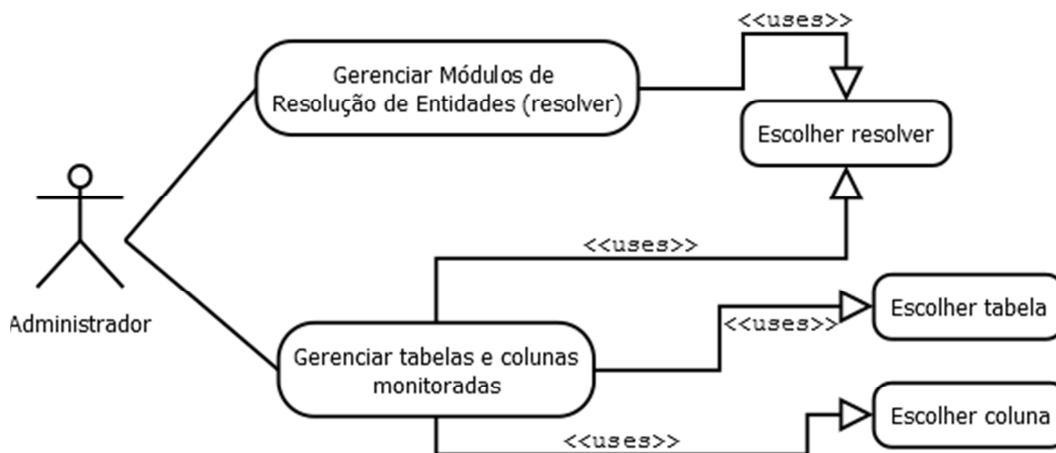 <<uses>>
Gerenciar Módulos de
Resolução de Entidades (resolver)
Escolher resolver
<<uses>>
Administrador
Escolher tabela
<<uses>>
Gerenciar tabelas e colunas
monitoradas
Escolher coluna
<<uses>>